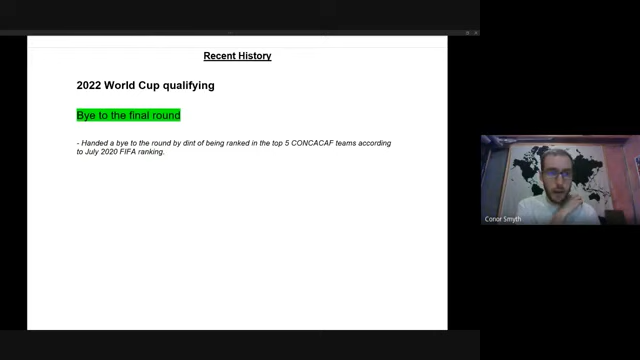 Recent History
2022 World Cup qualifying
Bye to the final round
- Handed a bye to the round by dint of being ranked in the top 5 CONCACAF teams according
to July 2020 FIFA ranking.
Conor Smyth